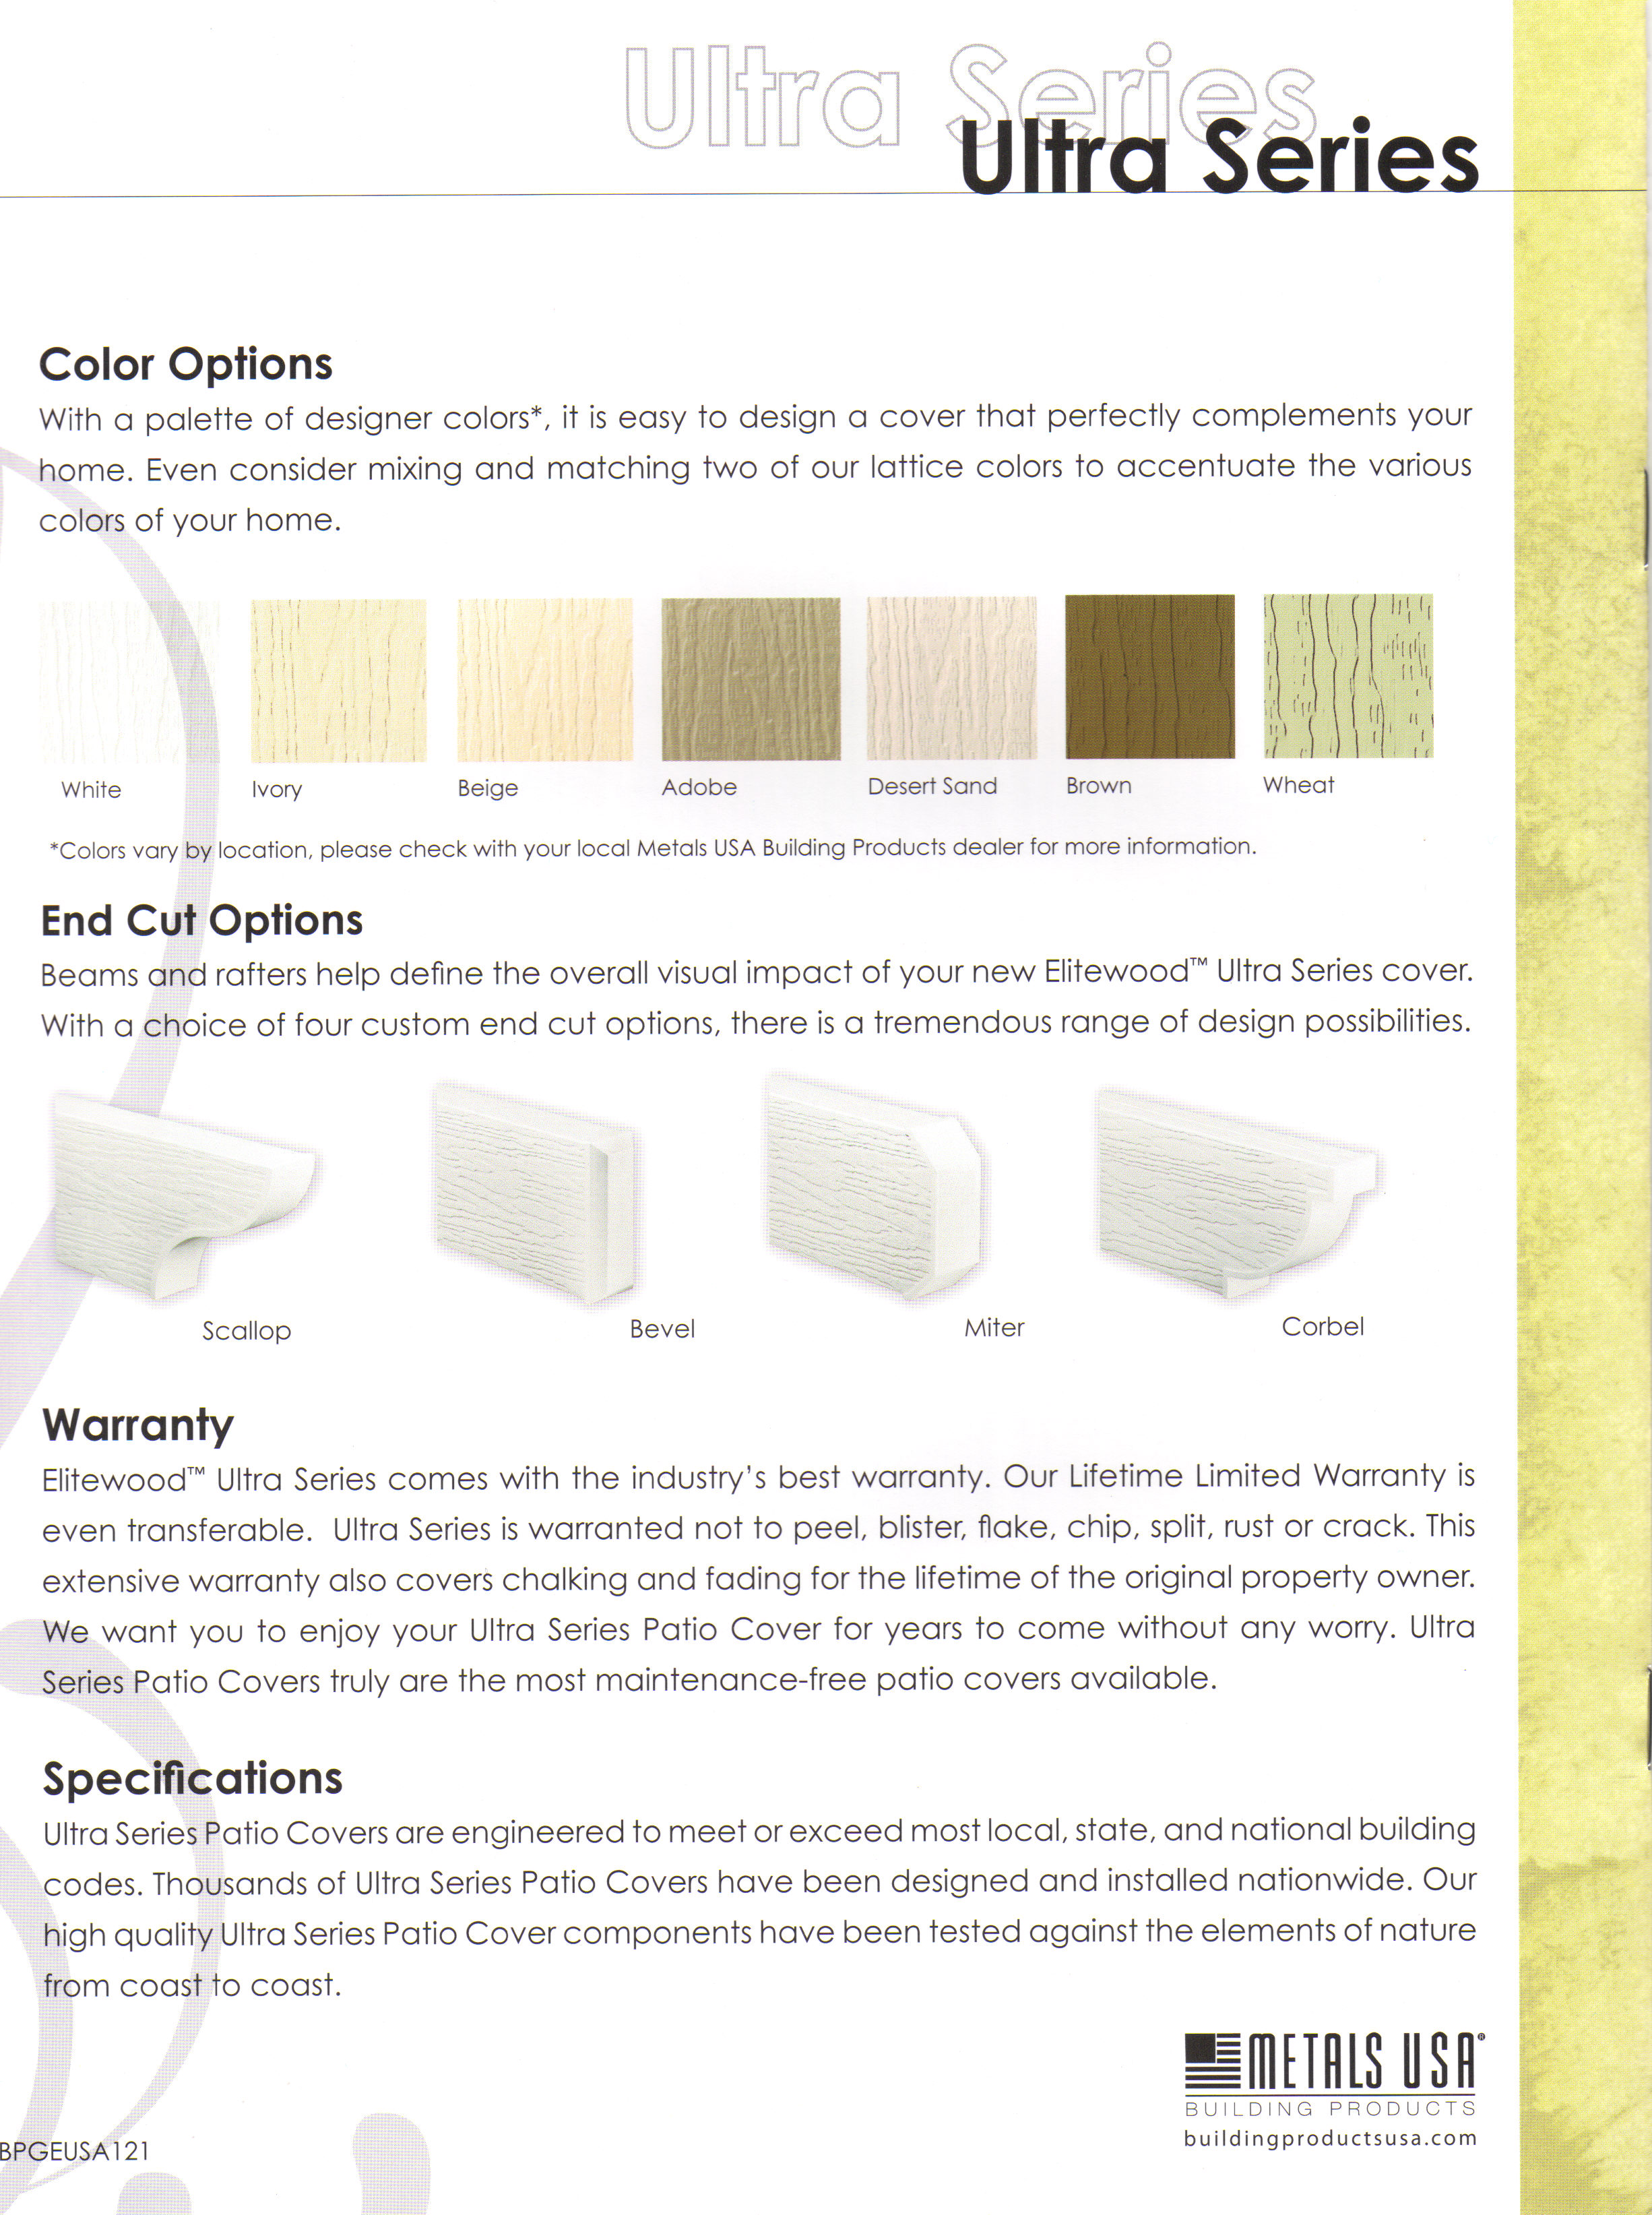 Ultra Series
Ultra Series
Color Options
With a palette of designer colors*, it is easy to design a cover that perfectly complements your
home. Even consider mixing and matching two of our lattice colors to accentuate the various
colors of your home.
White Ivory Beige Adobe Desert Sand Brown Wheat
*Colors vary by location, please check with your local Metals USA Building Products dealer for more information.
End Cut Options
Beams and rafters help define the overall visual impact of your new Elitewood™ Ultra Series cover.
With a choice of four custom end cut options, there is a tremendous range of design possibilities.
Scallop Bevel Miter Corbel
Warranty
Elitewood™ Ultra Series comes with the industry's best warranty. Our Lifetime Limited Warranty is
even transferable. Ultra Series is warranted not to peel, blister, flake, chip, split, rust or crack. This
extensive warranty also covers chalking and fading for the lifetime of the original property owner.
We want you to enjoy your Ultra Series Patio Cover for years to come without any worry. Ultra
Series Patio Covers truly are the most maintenance-free patio covers available.
Specifications
Ultra Series Patio Covers are engineered to meet or exceed most local, state, and national building
codes. Thousands of Ultra Series Patio Covers have been designed and installed nationwide. Our
high quality Ultra Series Patio Cover components have been tested against the elements of nature
from coast to coast.
METALS USA®
BUILDING PRODUCTS
buildingproductsusa.com
BPGEUSA121